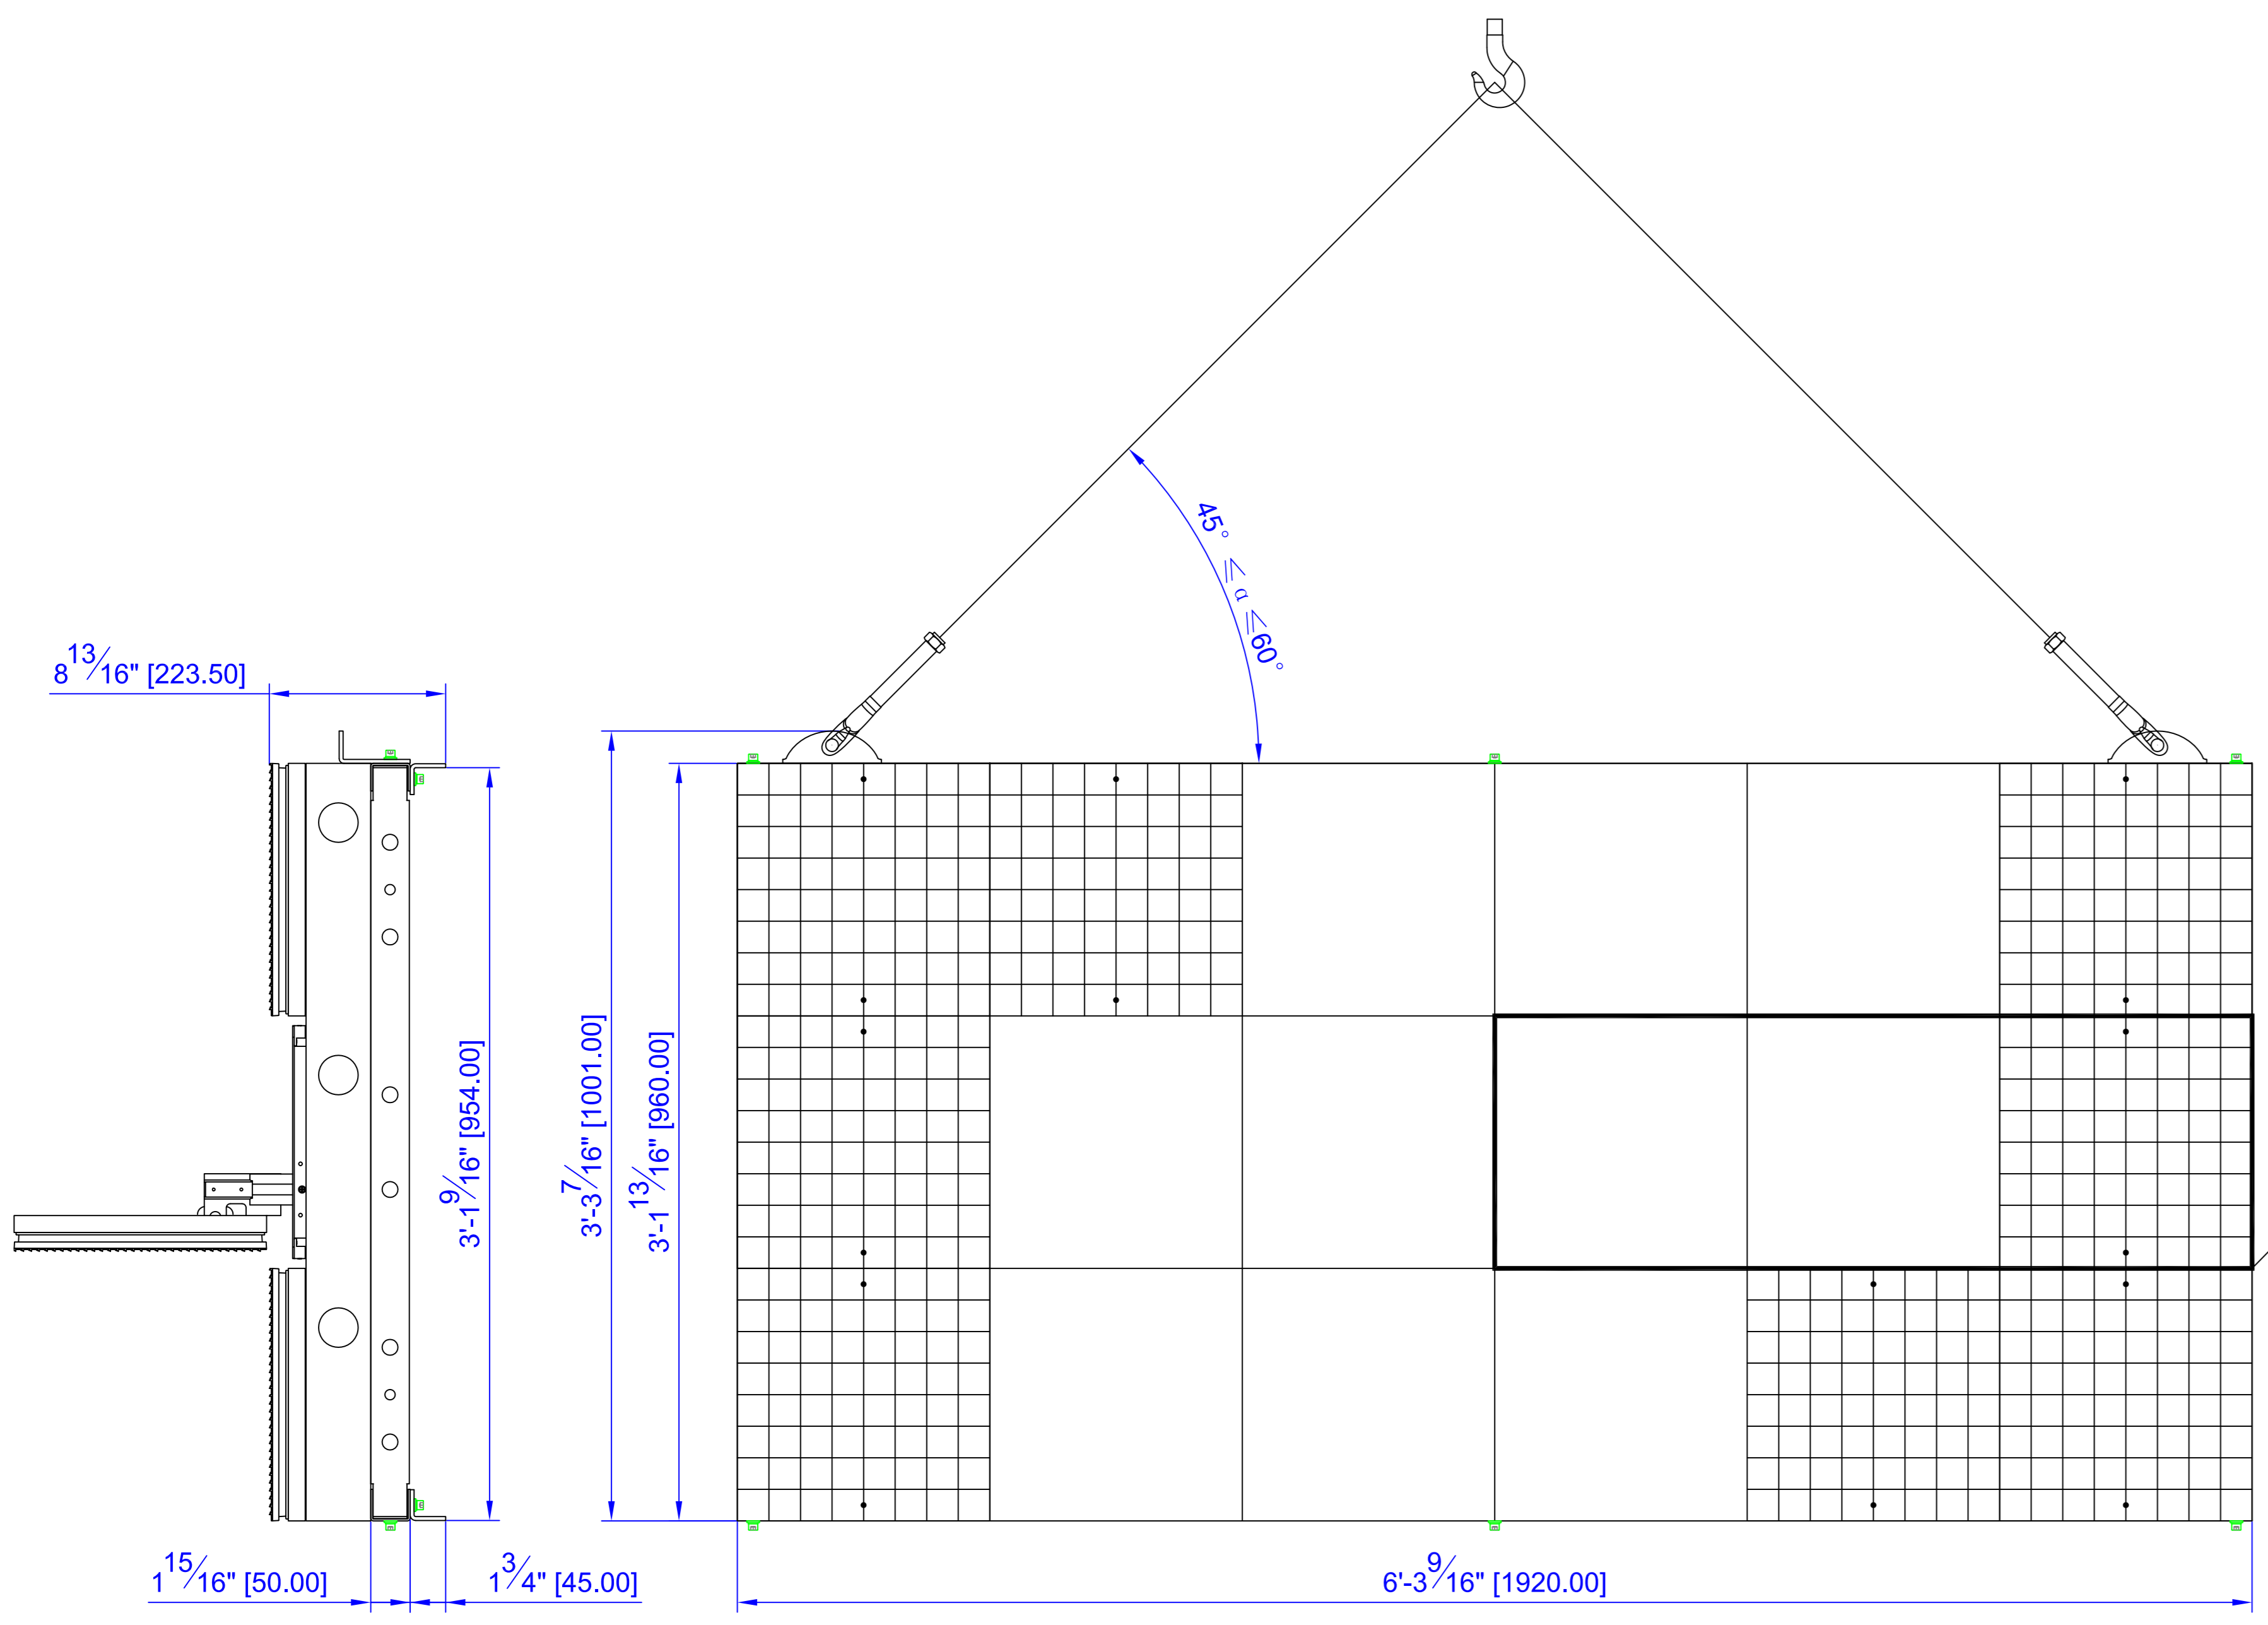 45° ≤ α ≤60°
8 13/16" [223.50]
3'-1 9/16" [954.00]
3'-3 7/16" [1001.00]
3'-1 13/16" [960.00]
1 15/16" [50.00]
1 3/4" [45.00]
6'-3 9/16" [1920.00]